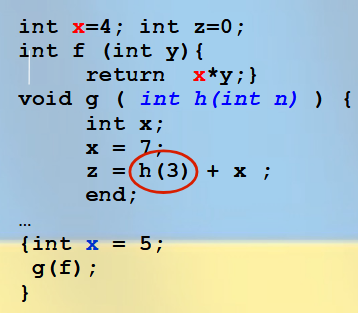 int x=4; int z=0;
int f (int y){
return x*y;}
void g ( int h(int n) ) {
int x;
x = 7;
z = h(3) + x ;
end;
…
{int x = 5;
g(f);
}